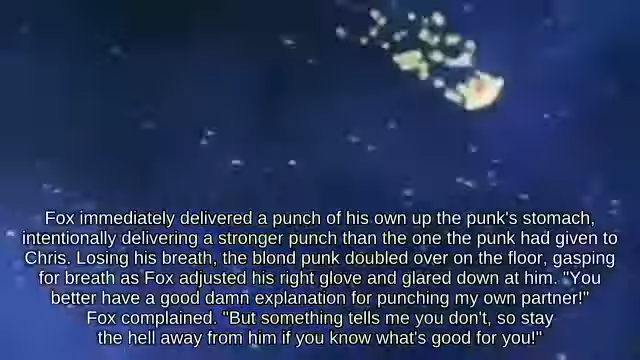 Fox immediately delivered a punch of his own up the punk's stomach,
intentionally delivering a stronger punch than the one the punk had given to
Chris. Losing his breath, the blond punk doubled over on the floor, gasping
for breath as Fox adjusted his right glove and glared down at him. "You
better have a good damn explanation for punching my own partner!"
Fox complained. "But something tells me you don't, so stay
the hell away from him if you know what's good for you!"